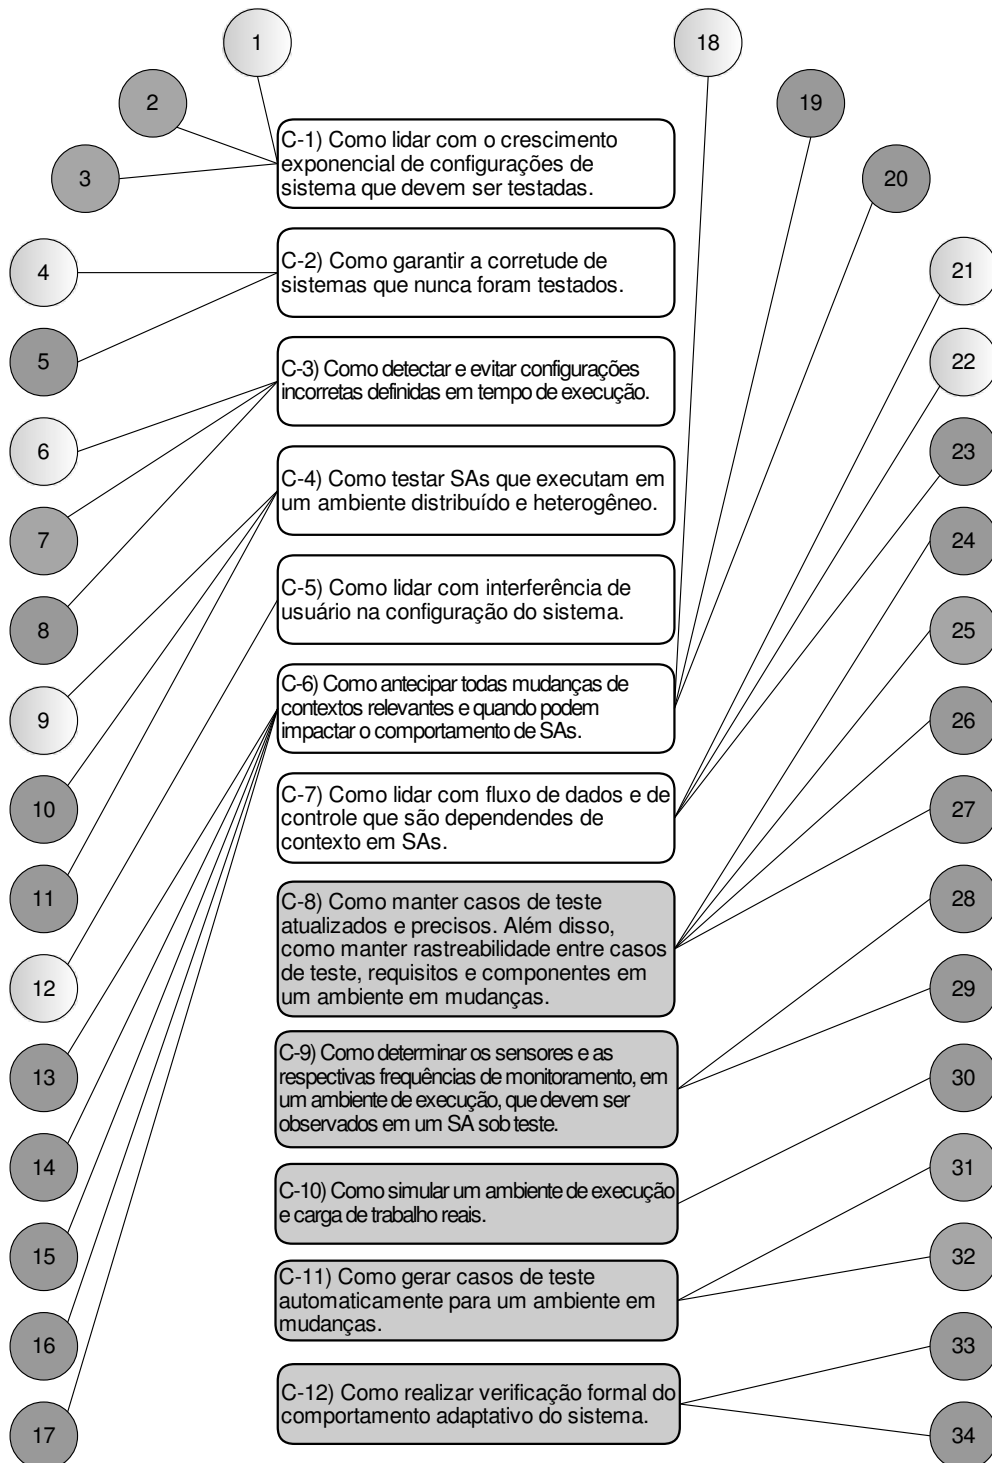 1
18
2
19
3
20
C-1) Como lidar com o crescimento
exponencial de configurações de
sistema que devem ser testadas.
4
21
C-2) Como garantir a corretude de
sistemas que nunca foram testados.
5
22
C-3) Como detectar e evitar configurações
incorretas definidas em tempo de execução.
6
23
C-4) Como testar SAs que executam em
um ambiente distribuído e heterogêneo.
7
24
C-5) Como lidar com interferência de
usuário na configuração do sistema.
8
25
C-6) Como antecipar todas mudanças de
contextos relevantes e quando podem
impactar o comportamento de SAs.
9
26
C-7) Como lidar com fluxo de dados e de
controle que são dependendes de
contexto em SAs.
10
27
C-8) Como manter casos de teste
atualizados e precisos. Além disso,
como manter rastreabilidade entre casos
de teste, requisitos e componentes em
um ambiente em mudanças.
11
28
12
29
C-9) Como determinar os sensores e as
respectivas frequências de monitoramento, em
um ambiente de execução, que devem ser
observados em um SA sob teste.
13
30
C-10) Como simular um ambiente de execução
e carga de trabalho reais.
14
31
C-11) Como gerar casos de teste
automaticamente para um ambiente em
mudanças.
15
32
C-12) Como realizar verificação formal do
comportamento adaptativo do sistema.
16
33
17
34